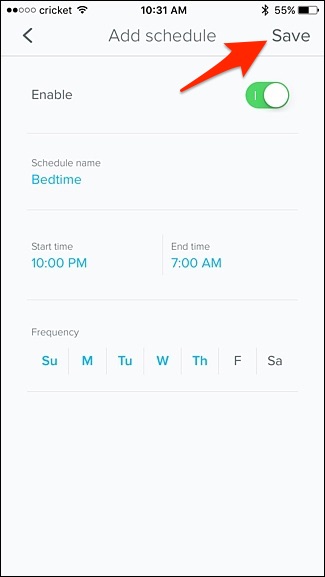 cricket 10:31 AM 55%
Add schedule Save
Enable
Schedule name
Bedtime
Start time End time
10:00 PM 7:00 AM
Frequency
Su M Tu W Th F Sa